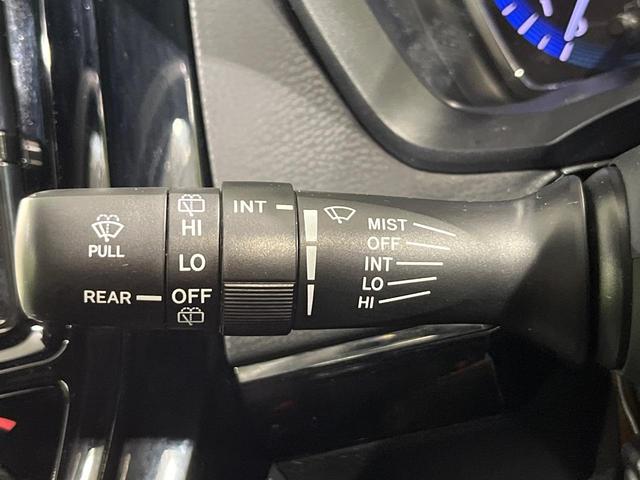 PULL
REAR
HI
LO
OFF
INT
MIST
OFF
INT
LO
HI